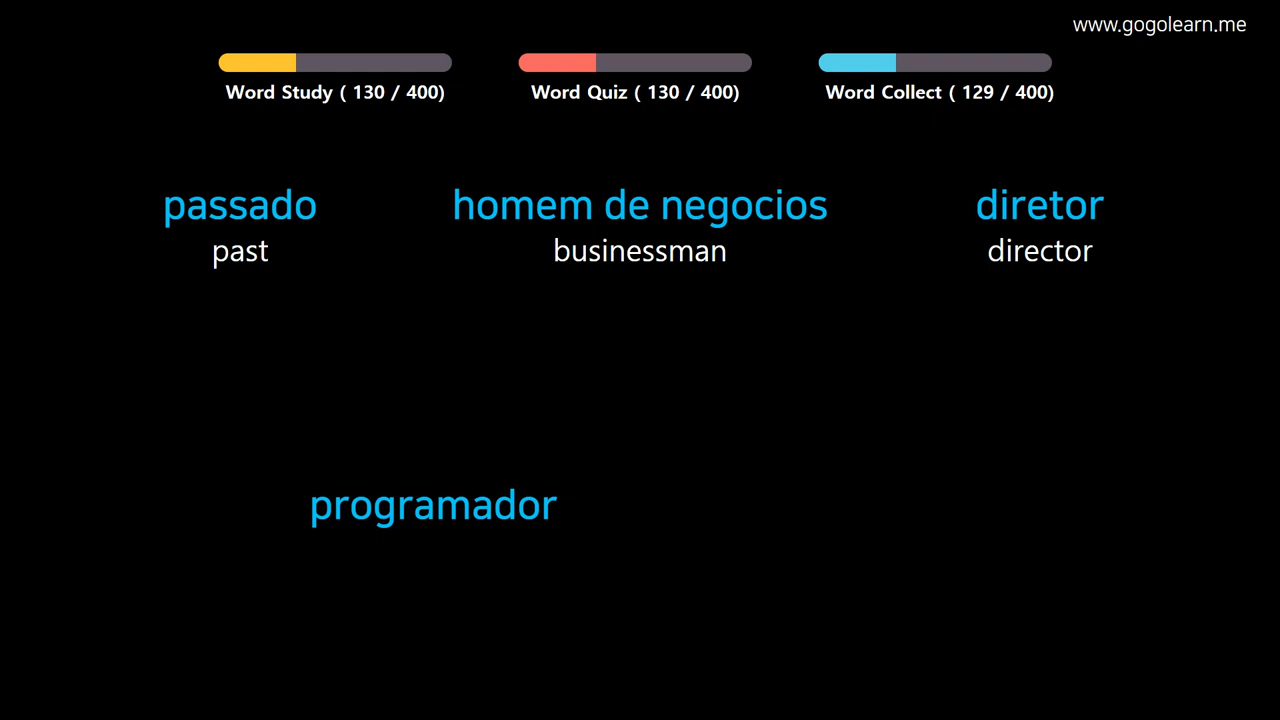 www.gogolearn.me
Word Study ( 130 / 400)
Word Quiz ( 130 / 400)
Word Collect ( 129 / 400)
passado
homem de negocios
diretor
past
businessman
director
programador